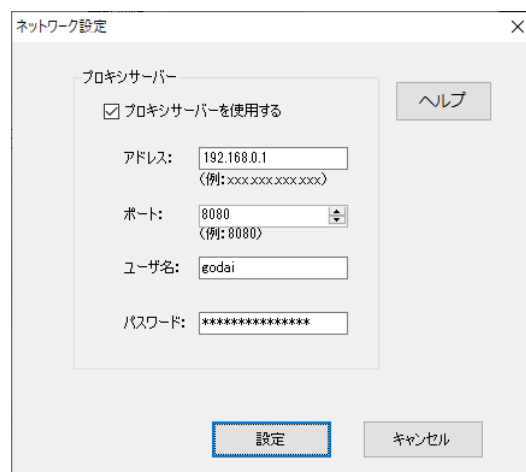 ネットワーク設定
プロキシサーバー
プロキシサーバーを使用する
ヘルプ
アドレス: 192.168.0.1
(例:xxx.xxx.xxx.xxx)
ポート: 8080
(例:8080)
ユーザ名: godai
パスワード: ***************
設定 キャンセル